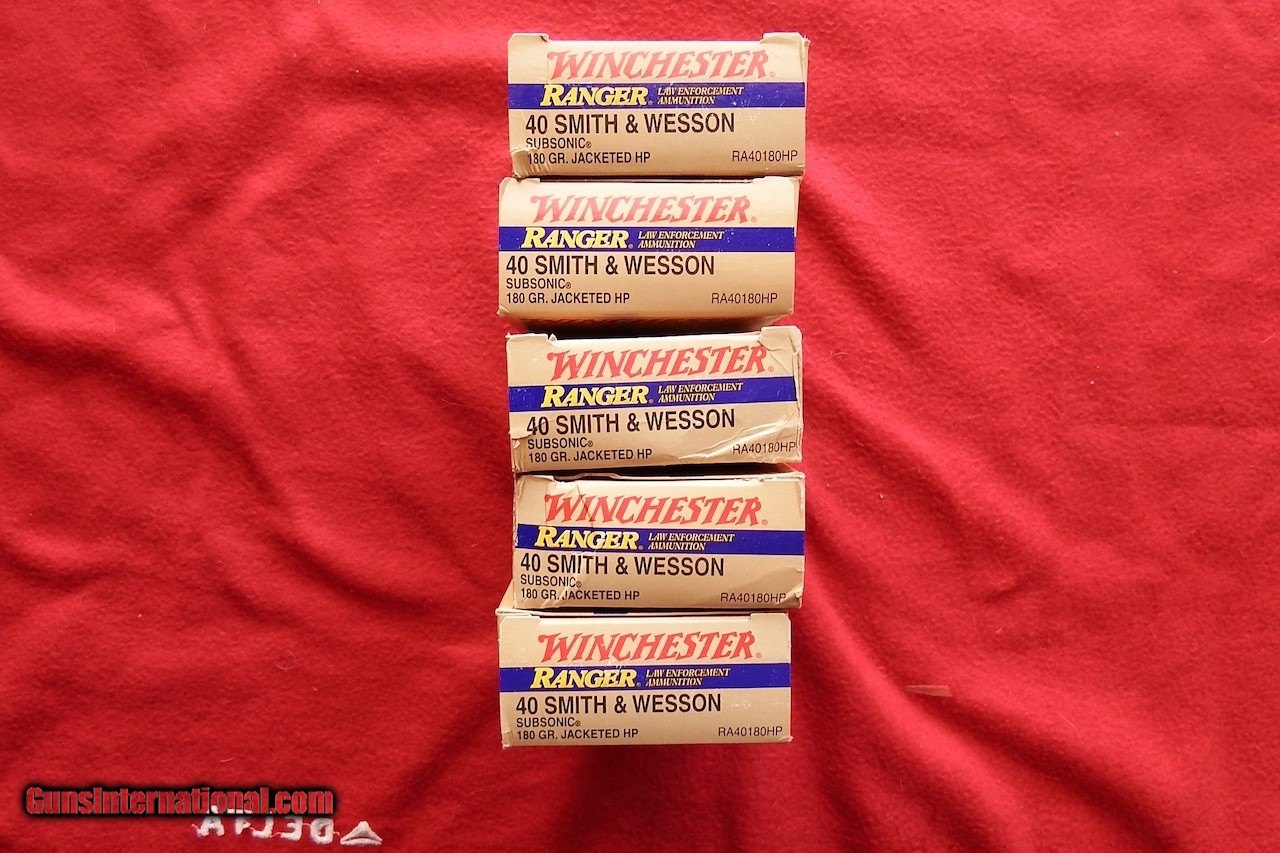 WINCHESTER®
RANGER® LAW ENFORCEMENT AMMUNITION
40 SMITH & WESSON
SUBSONIC®
180 GR. JACKETED HP RA40180HP
WINCHESTER®
RANGER® LAW ENFORCEMENT AMMUNITION
40 SMITH & WESSON
SUBSONIC®
180 GR. JACKETED HP RA40180HP
WINCHESTER®
RANGER® LAW ENFORCEMENT AMMUNITION
40 SMITH & WESSON
SUBSONIC®
180 GR. JACKETED HP RA40180HP
WINCHESTER®
RANGER® LAW ENFORCEMENT AMMUNITION
40 SMITH & WESSON
SUBSONIC®
180 GR. JACKETED HP RA40180HP
WINCHESTER®
RANGER® LAW ENFORCEMENT AMMUNITION
40 SMITH & WESSON
SUBSONIC®
180 GR. JACKETED HP RA40180HP
GunsInternational.com
DELTA